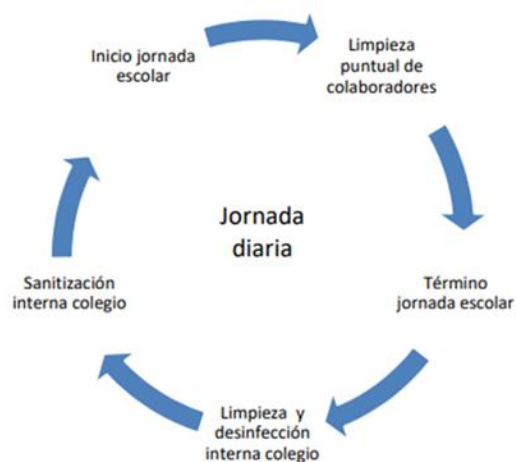 Inicio jornada
escolar
Limpieza
puntual de
colaboradores
Jornada
diaria
Término
jornada escolar
Limpieza y
desinfección
interna colegio
Sanitización
interna colegio